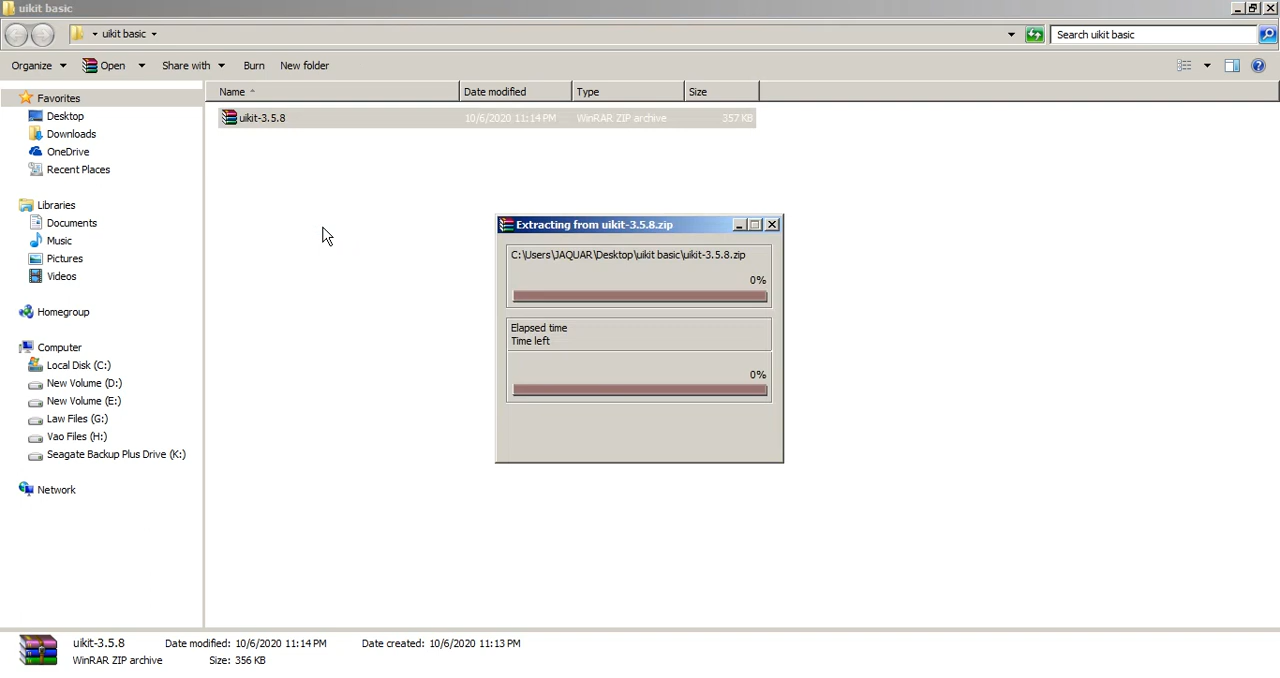 uikit basic
uikit basic
Search uikit basic
Organize Open Share with Burn New folder
Name Date modified Type Size
Favorites
Desktop
Downloads
OneDrive
Recent Places
Libraries
Documents
Music
Pictures
Videos
Homegroup
Computer
Local Disk (C:)
New Volume (D:)
New Volume (E:)
Law Files (G:)
Vao Files (H:)
Seagate Backup Plus Drive (K:)
Network
uikit-3.5.8 10/6/2020 11:14 PM WinRAR ZIP archive 357 KB
Extracting from uikit-3.5.8.zip
C:\Users\JAQUAR\Desktop\uikit basic\uikit-3.5.8.zip
0%
Elapsed time
Time left
0%
uikit-3.5.8 Date modified: 10/6/2020 11:14 PM Date created: 10/6/2020 11:13 PM
WinRAR ZIP archive Size: 356 KB